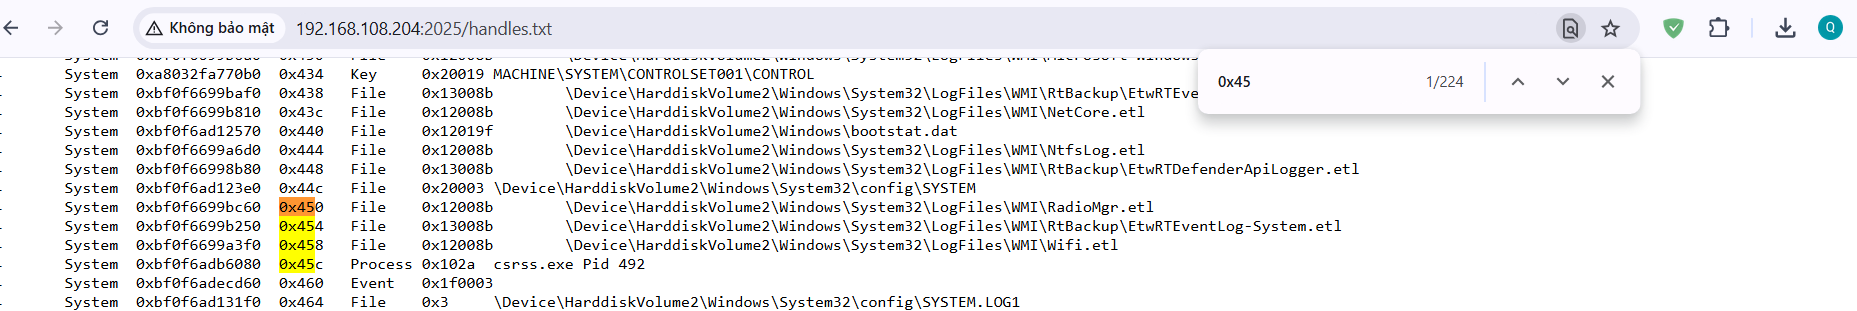 Không bảo mật 192.168.108.204:2025/handles.txt Q
0x45 1/224
System 0xa8032fa770b0 0x434 Key 0x20019 MACHINE\SYSTEM\CONTROLSET001\CONTROL
System 0xbf0f6699baf0 0x438 File 0x13008b \Device\HarddiskVolume2\Windows\System32\LogFiles\WMI\RtBackup\EtwRTEve
System 0xbf0f6699b810 0x43c File 0x12008b \Device\HarddiskVolume2\Windows\System32\LogFiles\WMI\NetCore.etl
System 0xbf0f6ad12570 0x440 File 0x12019f \Device\HarddiskVolume2\Windows\bootstat.dat
System 0xbf0f6699a6d0 0x444 File 0x12008b \Device\HarddiskVolume2\Windows\System32\LogFiles\WMI\NtfsLog.etl
System 0xbf0f66998b80 0x448 File 0x13008b \Device\HarddiskVolume2\Windows\System32\LogFiles\WMI\RtBackup\EtwRTDefenderApiLogger.etl
System 0xbf0f6ad123e0 0x44c File 0x20003 \Device\HarddiskVolume2\Windows\System32\config\SYSTEM
System 0xbf0f6699bc60 0x450 File 0x12008b \Device\HarddiskVolume2\Windows\System32\LogFiles\WMI\RadioMgr.etl
System 0xbf0f6699b250 0x454 File 0x13008b \Device\HarddiskVolume2\Windows\System32\LogFiles\WMI\RtBackup\EtwRTEventLog-System.etl
System 0xbf0f6699a3f0 0x458 File 0x12008b \Device\HarddiskVolume2\Windows\System32\LogFiles\WMI\Wifi.etl
System 0xbf0f6adb6080 0x45c Process 0x102a csrss.exe Pid 492
System 0xbf0f6adecd60 0x460 Event 0x1f0003
System 0xbf0f6ad131f0 0x464 File 0x3 \Device\HarddiskVolume2\Windows\System32\config\SYSTEM.LOG1